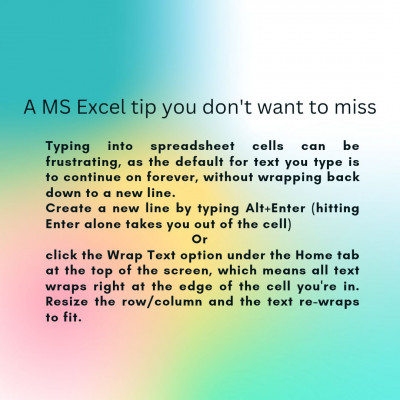 A MS Excel tip you don't want to miss
Typing into spreadsheet cells can be
frustrating, as the default for text you type is
to continue on forever, without wrapping back
down to a new line.
Create a new line by typing Alt+Enter (hitting
Enter alone takes you out of the cell)
Or
click the Wrap Text option under the Home tab
at the top of the screen, which means all text
wraps right at the edge of the cell you're in.
Resize the row/column and the text re-wraps
to fit.